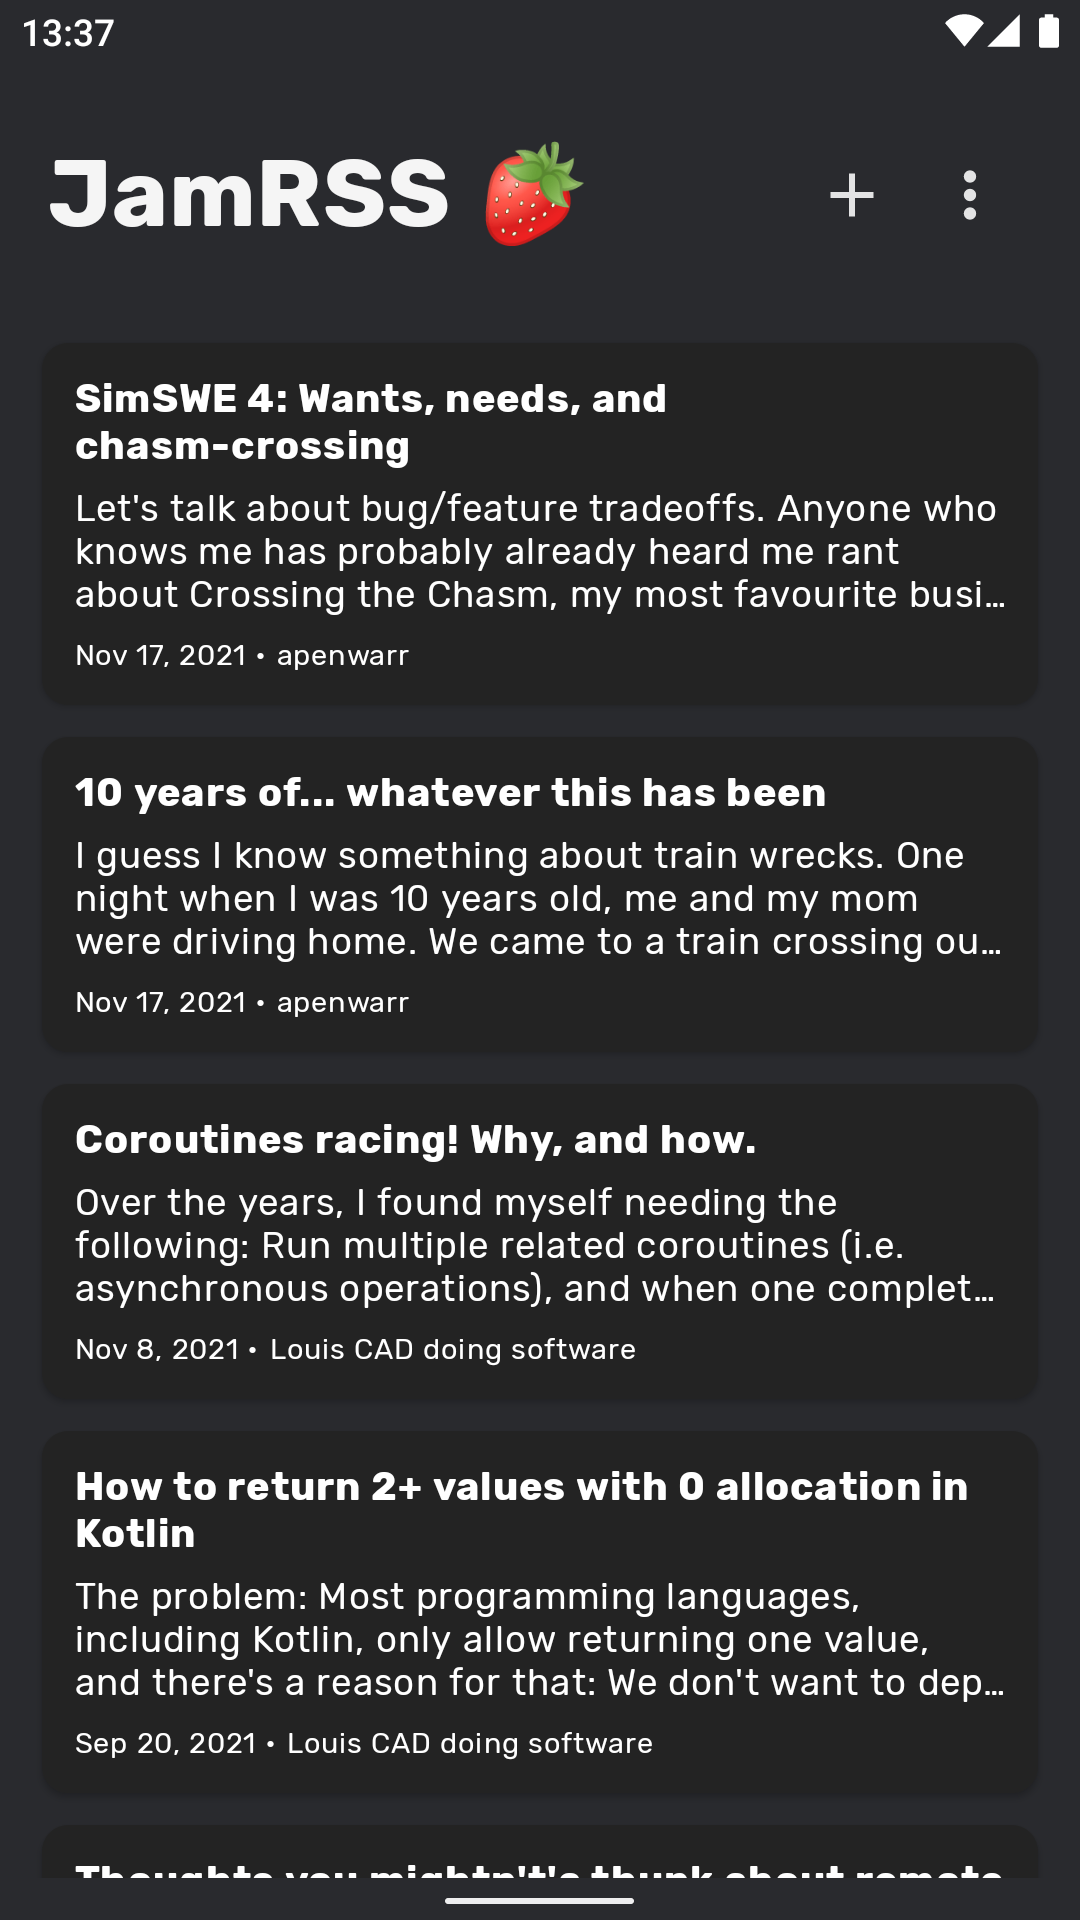 13:37
JamRSS 🍓
SimSWE 4: Wants, needs, and
chasm-crossing
Let's talk about bug/feature tradeoffs. Anyone who
knows me has probably already heard me rant
about Crossing the Chasm, my most favourite busi…
Nov 17, 2021 • apenwarr
10 years of... whatever this has been
I guess I know something about train wrecks. One
night when I was 10 years old, me and my mom
were driving home. We came to a train crossing ou…
Nov 17, 2021 • apenwarr
Coroutines racing! Why, and how.
Over the years, I found myself needing the
following: Run multiple related coroutines (i.e.
asynchronous operations), and when one complet…
Nov 8, 2021 • Louis CAD doing software
How to return 2+ values with 0 allocation in
Kotlin
The problem: Most programming languages,
including Kotlin, only allow returning one value,
and there's a reason for that: We don't want to dep…
Sep 20, 2021 • Louis CAD doing software
Thoughts you mightn't've thunk about remote